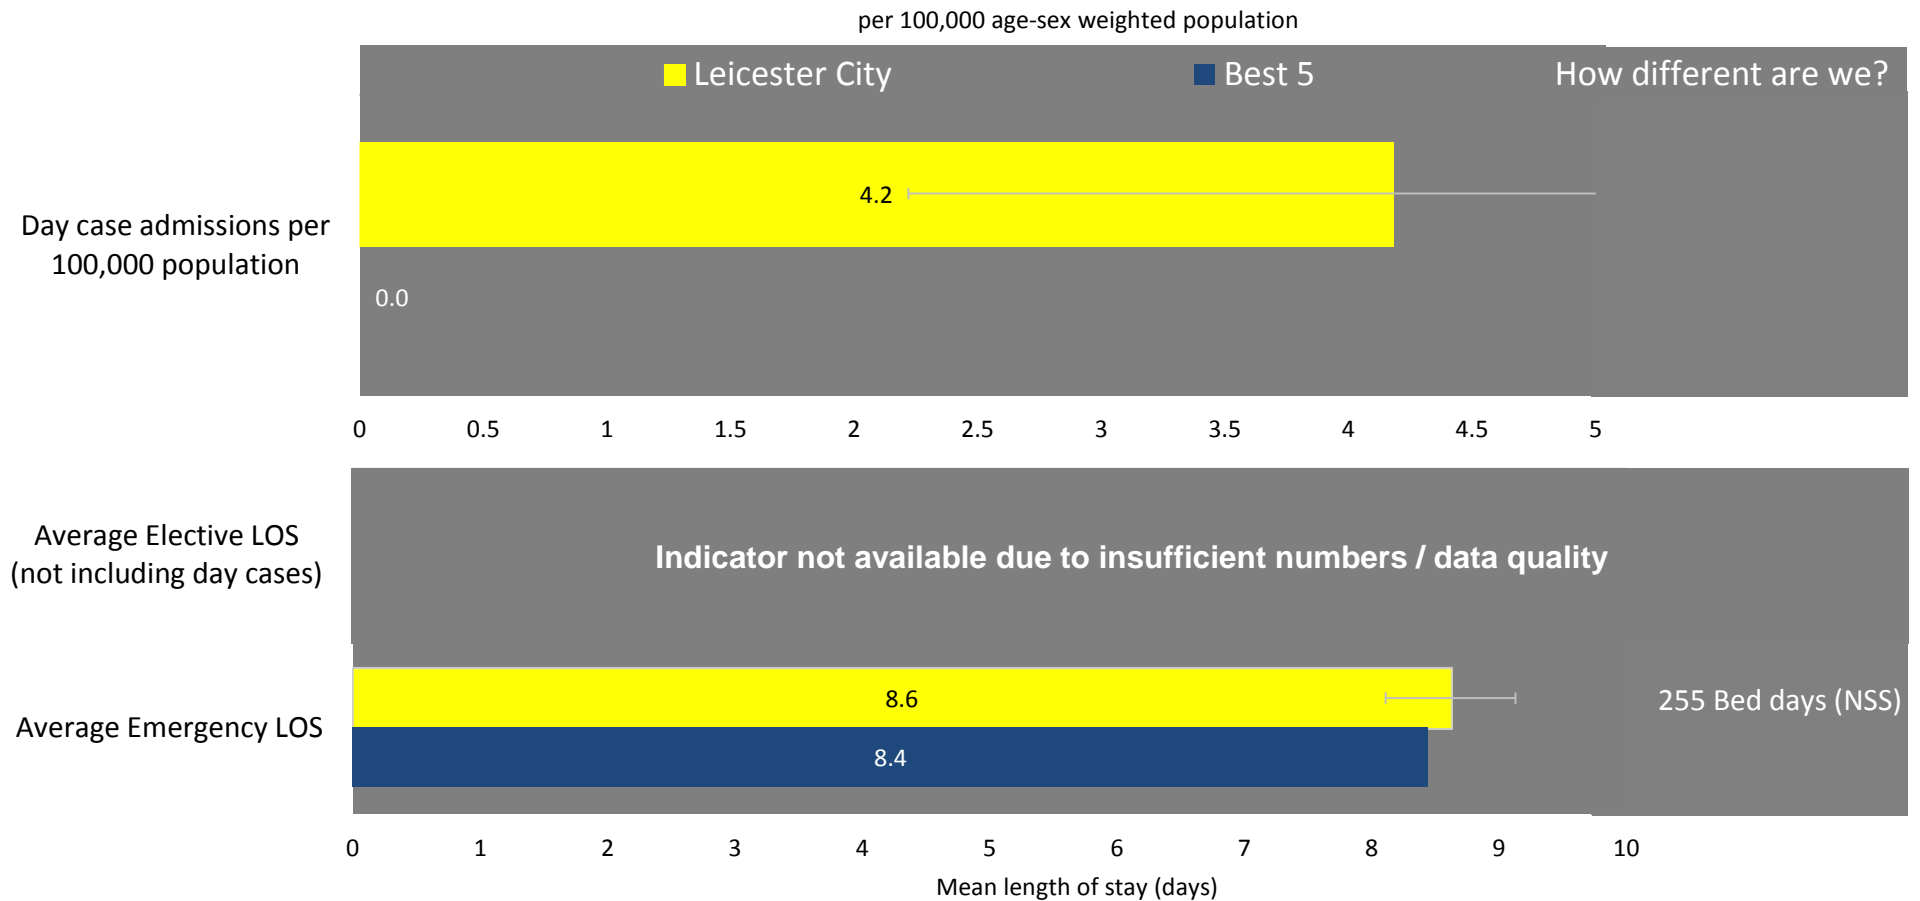 per 100,000 age-sex weighted population
Leicester City Best 5 How different are we?
Day case admissions per
100,000 population
4.2
0.0
0 0.5 1 1.5 2 2.5 3 3.5 4 4.5 5
Average Elective LOS
(not including day cases)
Indicator not available due to insufficient numbers / data quality
Average Emergency LOS
8.6
255 Bed days (NSS)
8.4
0 1 2 3 4 5 6 7 8 9 10
Mean length of stay (days)